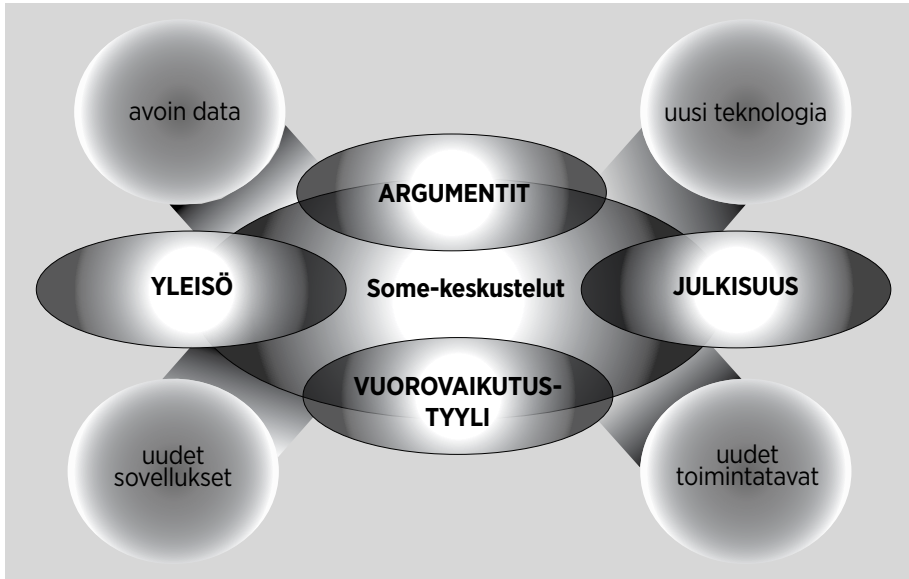 avoin data
uusi teknologia
ARGUMENTIT
YLEISÖ
Some-keskustelut
JULKISUUS
VUOROVAIKUTUS-
TYYLI
uudet
sovellukset
uudet
toimintatavat